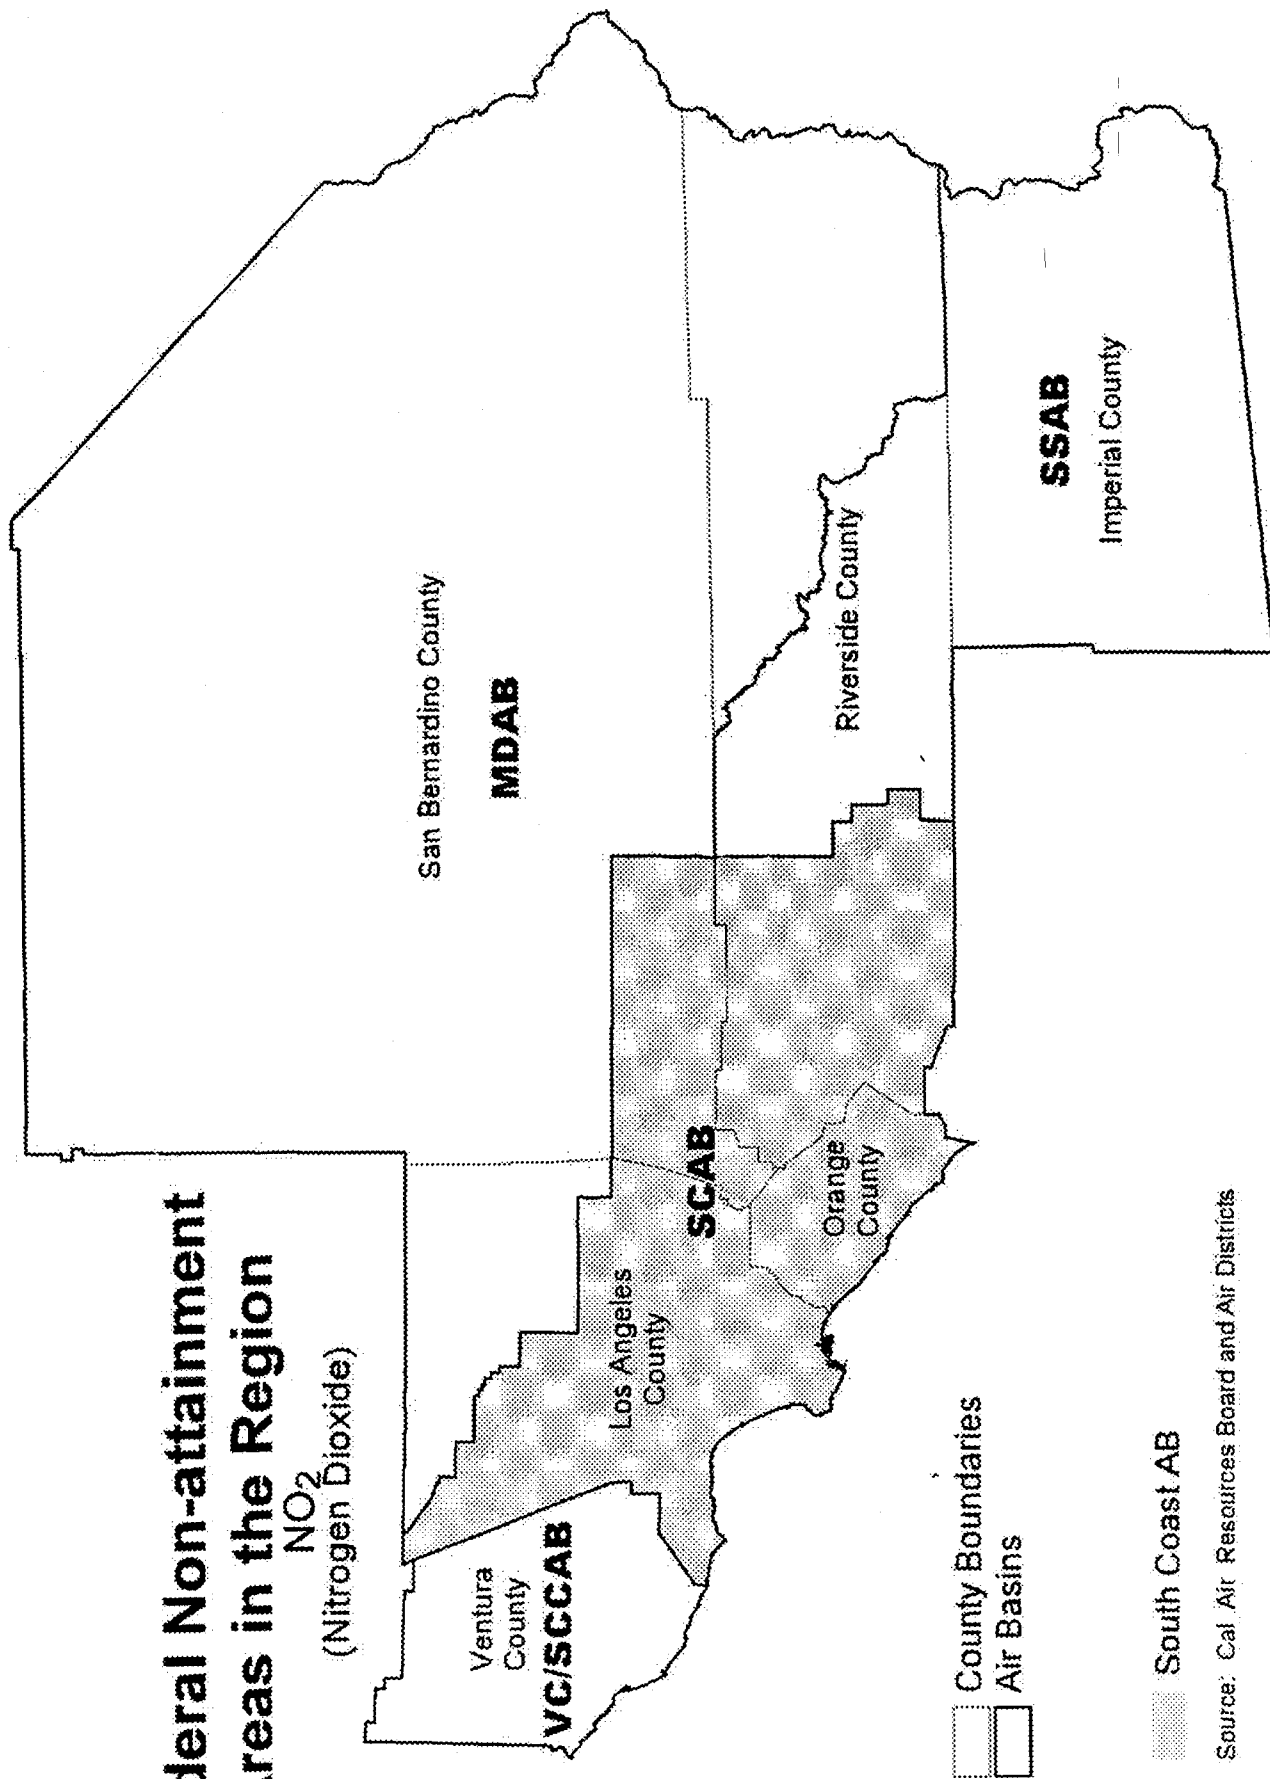 deral Non-attainment
reas in the Region
NO2
(Nitrogen Dioxide)
San Bernardino County
MDAB
Ventura
County
VC/SCCAB
Los Angeles
County
SCAB
Orange
County
Riverside County
SSAB
Imperial County
County Boundaries
Air Basins
South Coast AB
Source: Cal Air Resources Board and Air Districts